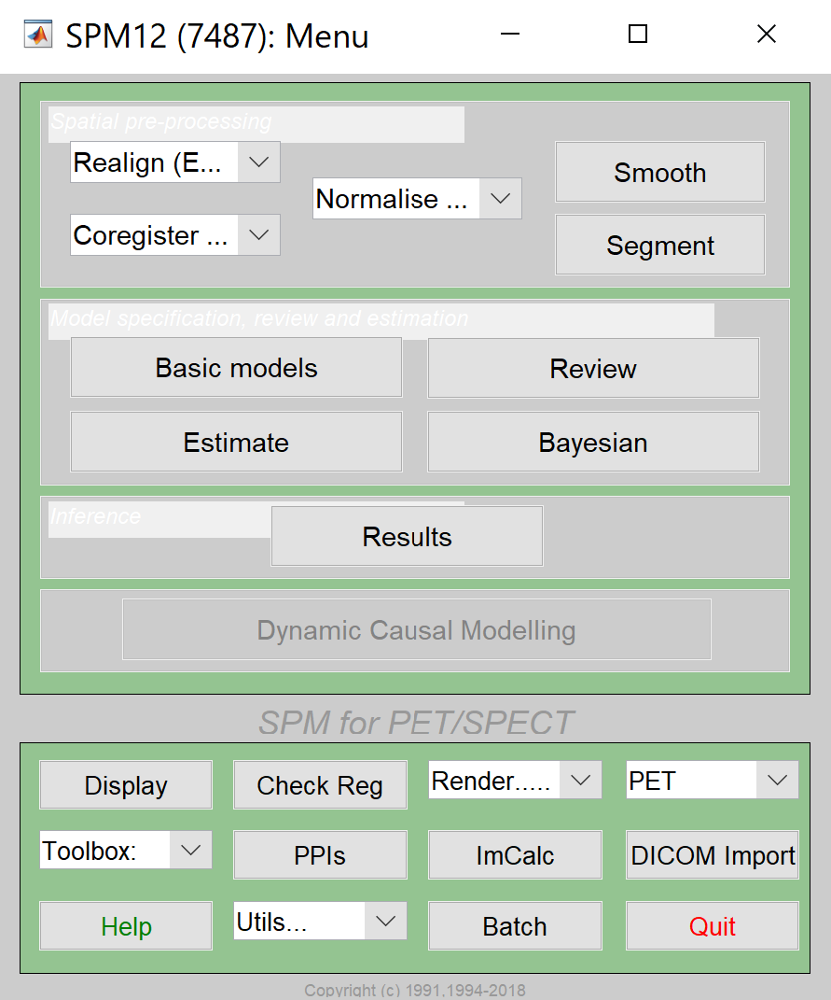 SPM12 (7487): Menu
Spatial pre-processing
Realign (E...
Normalise ...
Smooth
Coregister ...
Segment
Model specification, review and estimation
Basic models
Review
Estimate
Bayesian
Inference
Results
Dynamic Causal Modelling
SPM for PET/SPECT
Display
Check Reg
Render.....
PET
Toolbox:
PPIs
ImCalc
DICOM Import
Help
Utils...
Batch
Quit
Copyright (c) 1991,1994-2018